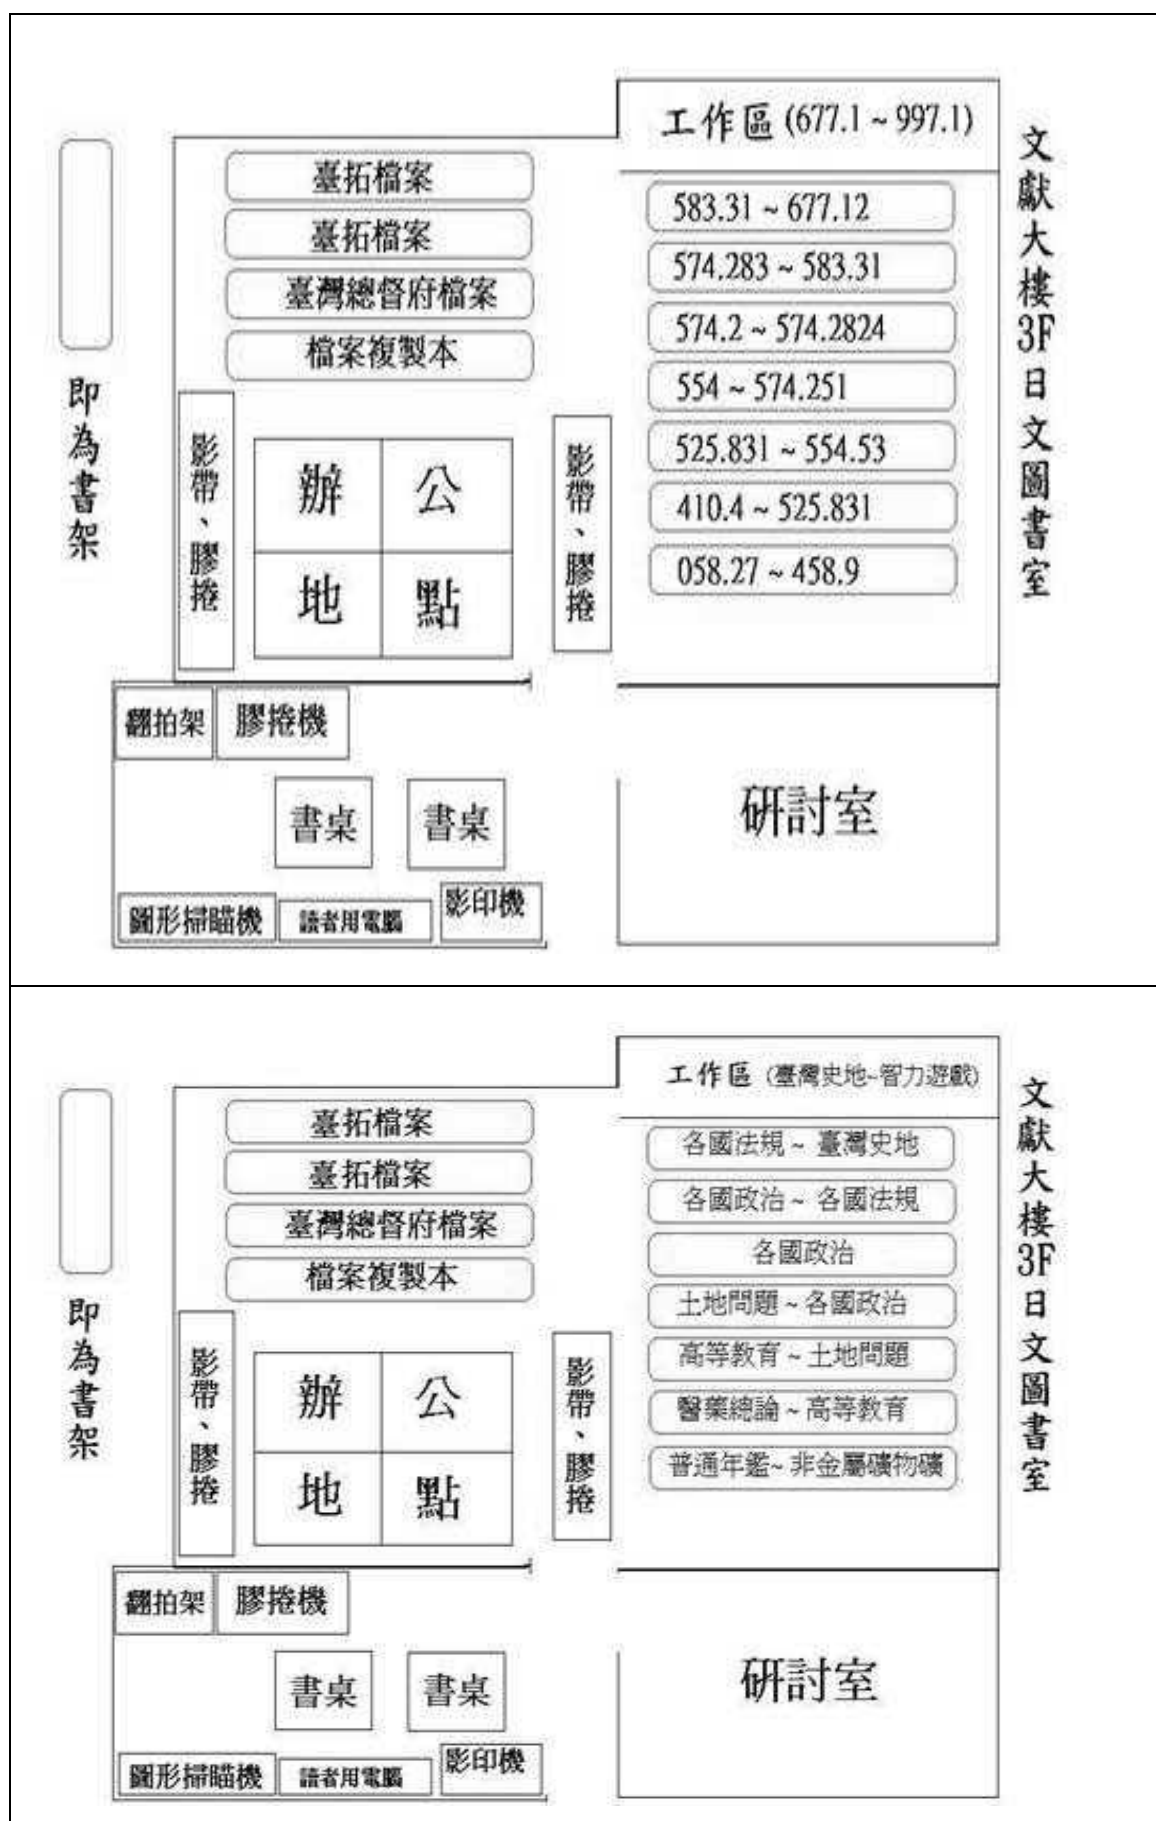 工作區 (677.1 ~ 997.1)
文獻大樓3F日文圖書室
即為書架
臺拓檔案
臺拓檔案
臺灣總督府檔案
檔案複製本
583.31 ~ 677.12
574.283 ~ 583.31
574.2 ~ 574.2824
554 ~ 574.251
525.831 ~ 554.53
410.4 ~ 525.831
058.27 ~ 458.9
影帶、膠捲
辦公
地點
影帶、膠捲
翻拍架
膠捲機
書桌
書桌
研討室
圖形掃瞄機
讀者用電腦
影印機
工作區 (臺灣史地~智力遊戲)
文獻大樓3F日文圖書室
即為書架
臺拓檔案
臺拓檔案
臺灣總督府檔案
檔案複製本
各國法規 ~ 臺灣史地
各國政治 ~ 各國法規
各國政治
土地問題 ~ 各國政治
高等教育 ~ 土地問題
醫藥總論 ~ 高等教育
普通年鑑~ 非金屬礦物礦
影帶、膠捲
辦公
地點
影帶、膠捲
翻拍架
膠捲機
書桌
書桌
研討室
圖形掃瞄機
讀者用電腦
影印機